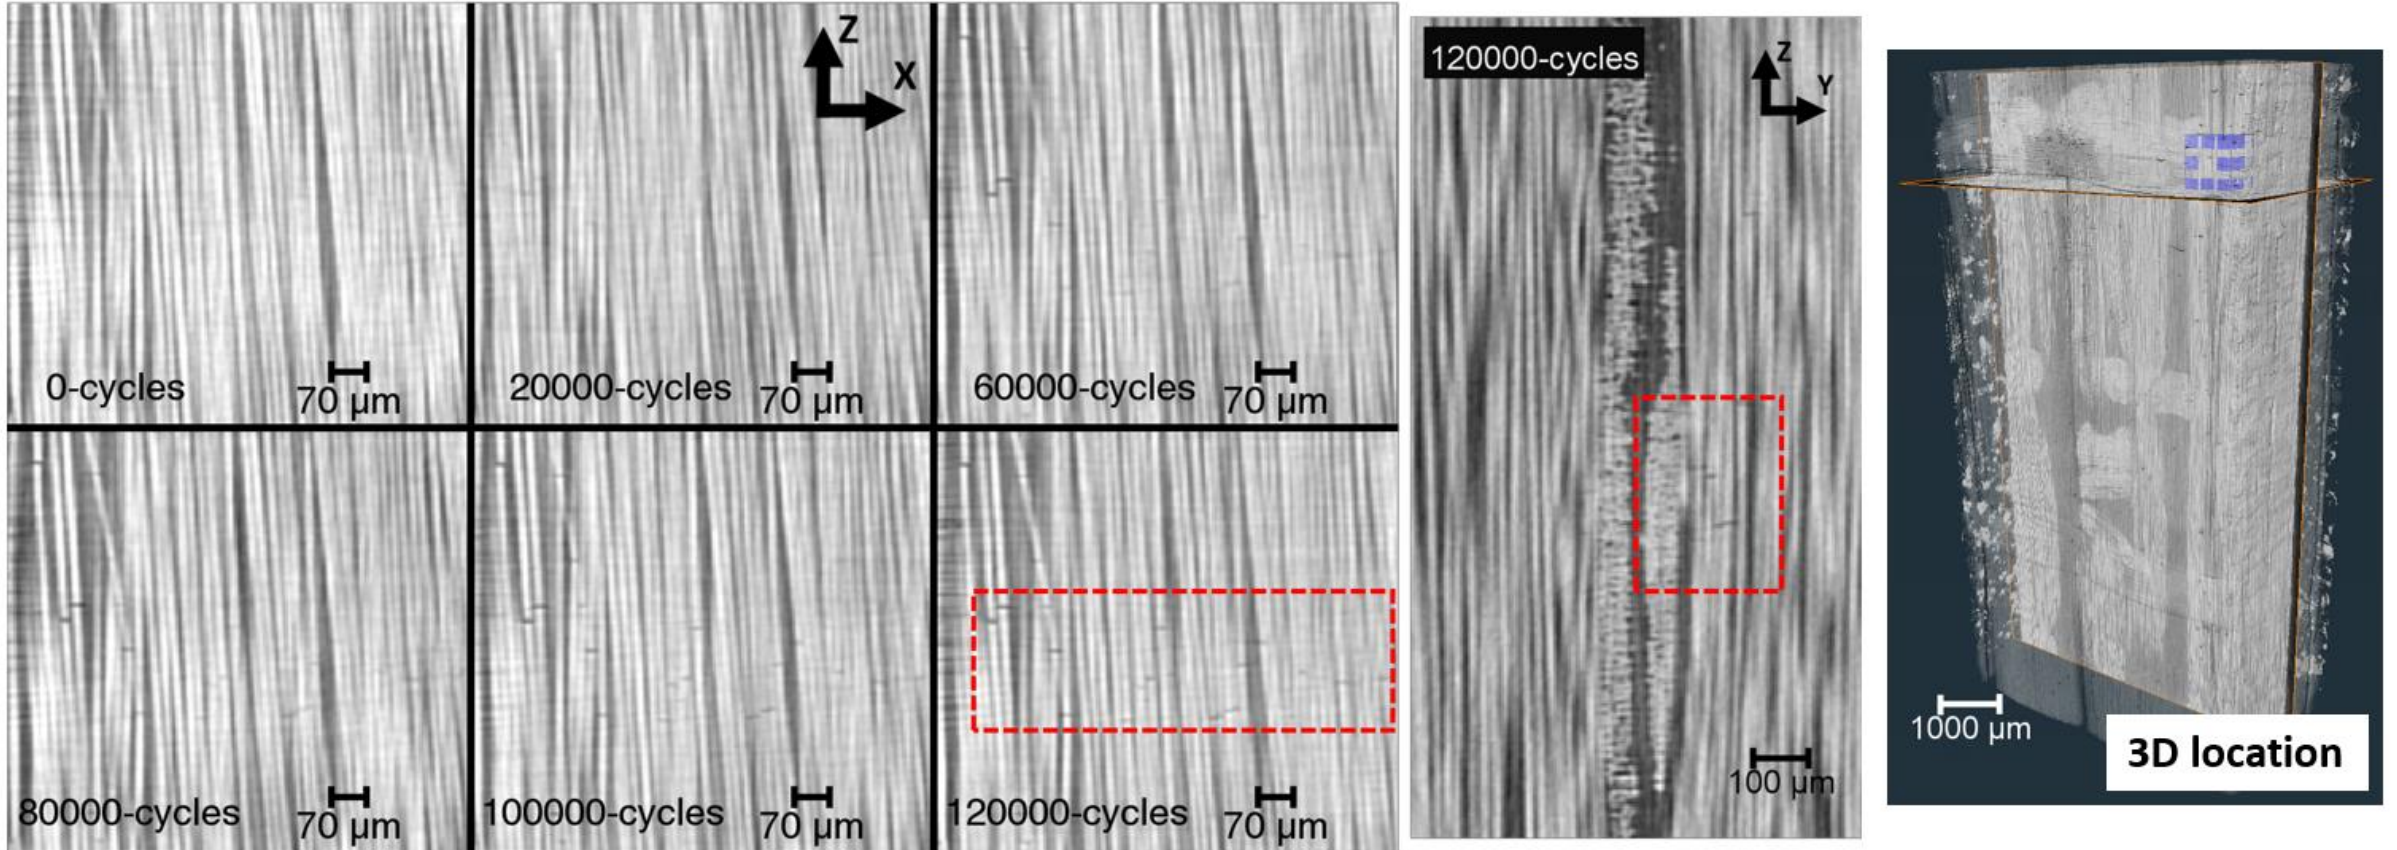 Z
X
0-cycles
70 µm
20000-cycles
70 µm
60000-cycles
70 µm
80000-cycles
70 µm
100000-cycles
70 µm
120000-cycles
70 µm
120000-cycles
Z
Y
100 µm
1000 µm
3D location